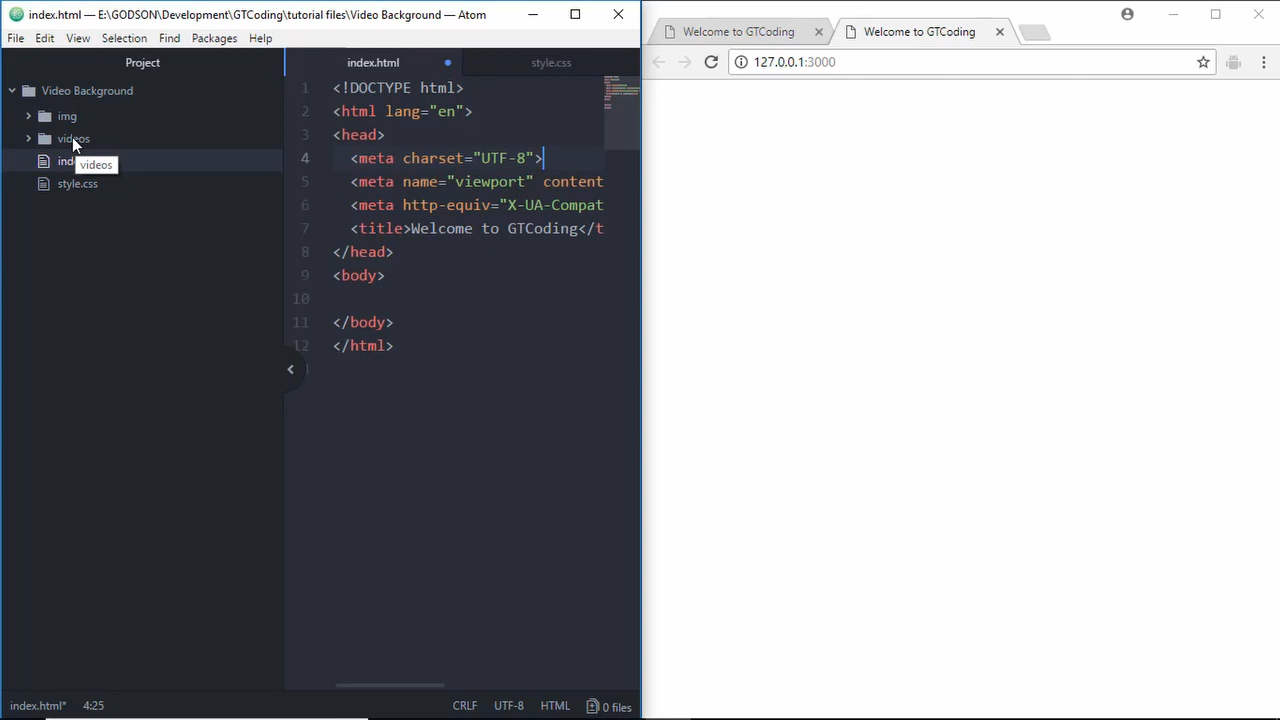 index.html — E:\GODSON\Development\GTCoding\tutorial files\Video Background — Atom
File Edit View Selection Find Packages Help
Project
Video Background
img
videos
videos
style.css
index.html
style.css
1 <!DOCTYPE html>
2 <html lang="en">
3 <head>
4 <meta charset="UTF-8">
5 <meta name="viewport" content
6 <meta http-equiv="X-UA-Compat
7 <title>Welcome to GTCoding</t
8 </head>
9 <body>
10
11 </body>
12 </html>
index.html* 4:25 CRLF UTF-8 HTML 0 files
Welcome to GTCoding Welcome to GTCoding
127.0.0.1:3000